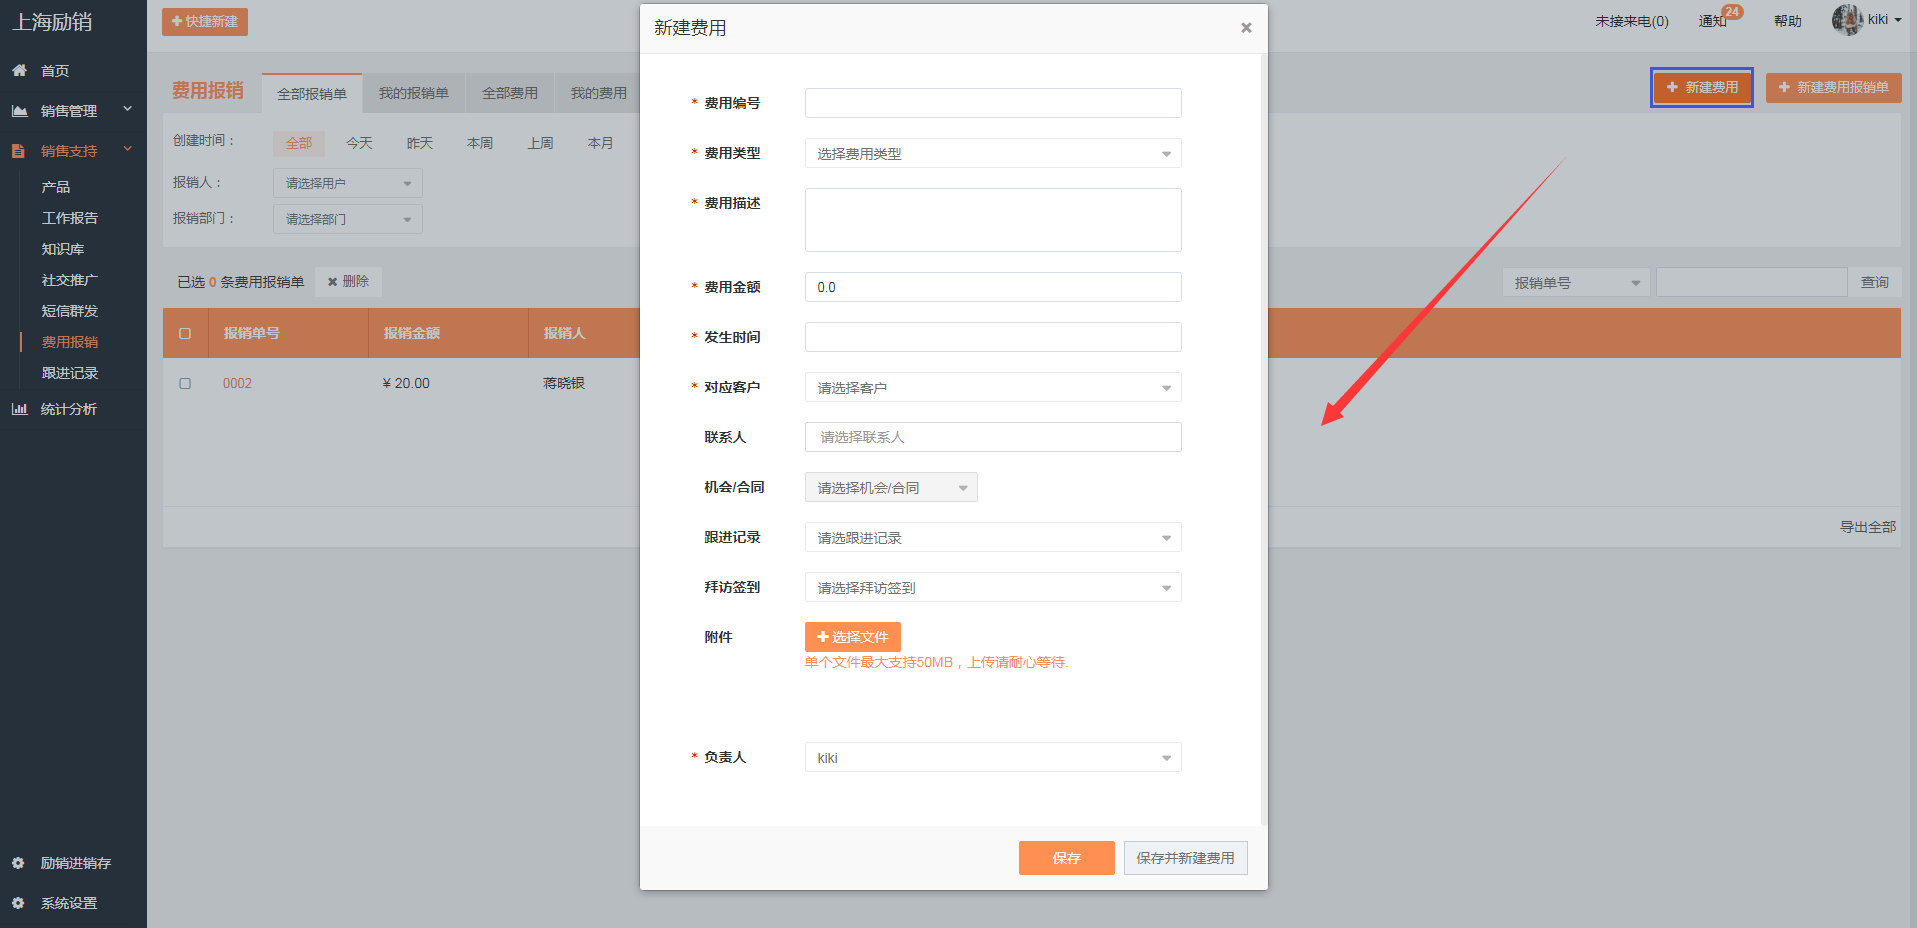 上海励销
快捷新建
未接来电(0)
通知
24
帮助
kiki
首页
销售管理
销售支持
产品
工作报告
知识库
社交推广
短信群发
费用报销
跟进记录
统计分析
励销进销存
系统设置
费用报销
全部报销单
我的报销单
全部费用
我的费用
新建费用
新建费用报销单
创建时间：
全部
今天
昨天
本周
上周
本月
报销人：
请选择用户
报销部门：
请选择部门
已选 0 条费用报销单
删除
报销单号
查询
报销单号
报销金额
报销人
0002
¥ 20.00
蒋晓银
导出全部
新建费用
×
* 费用编号
* 费用类型
选择费用类型
* 费用描述
* 费用金额
0.0
* 发生时间
* 对应客户
请选择客户
联系人
请选择联系人
机会/合同
请选择机会/合同
跟进记录
请选跟进记录
拜访签到
请选择拜访签到
附件
选择文件
单个文件最大支持50MB，上传请耐心等待.
* 负责人
kiki
保存
保存并新建费用